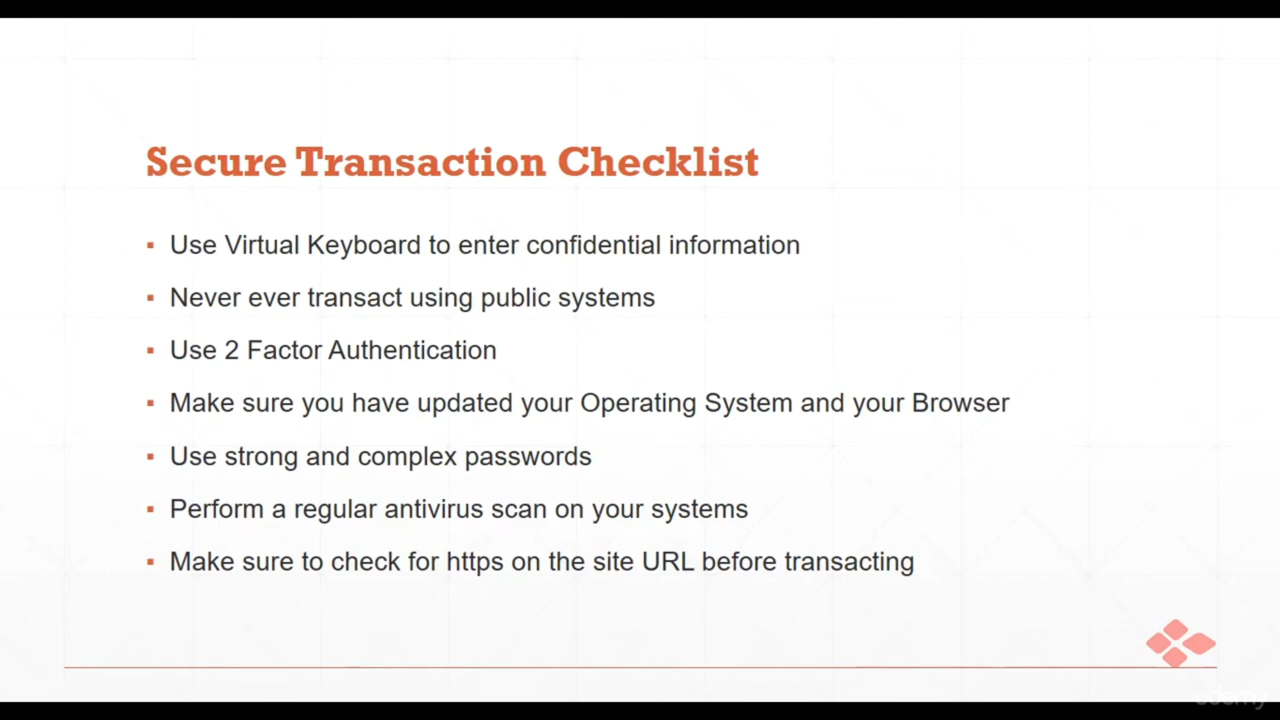 Secure Transaction Checklist
▪ Use Virtual Keyboard to enter confidential information
▪ Never ever transact using public systems
▪ Use 2 Factor Authentication
▪ Make sure you have updated your Operating System and your Browser
▪ Use strong and complex passwords
▪ Perform a regular antivirus scan on your systems
▪ Make sure to check for https on the site URL before transacting
udemy